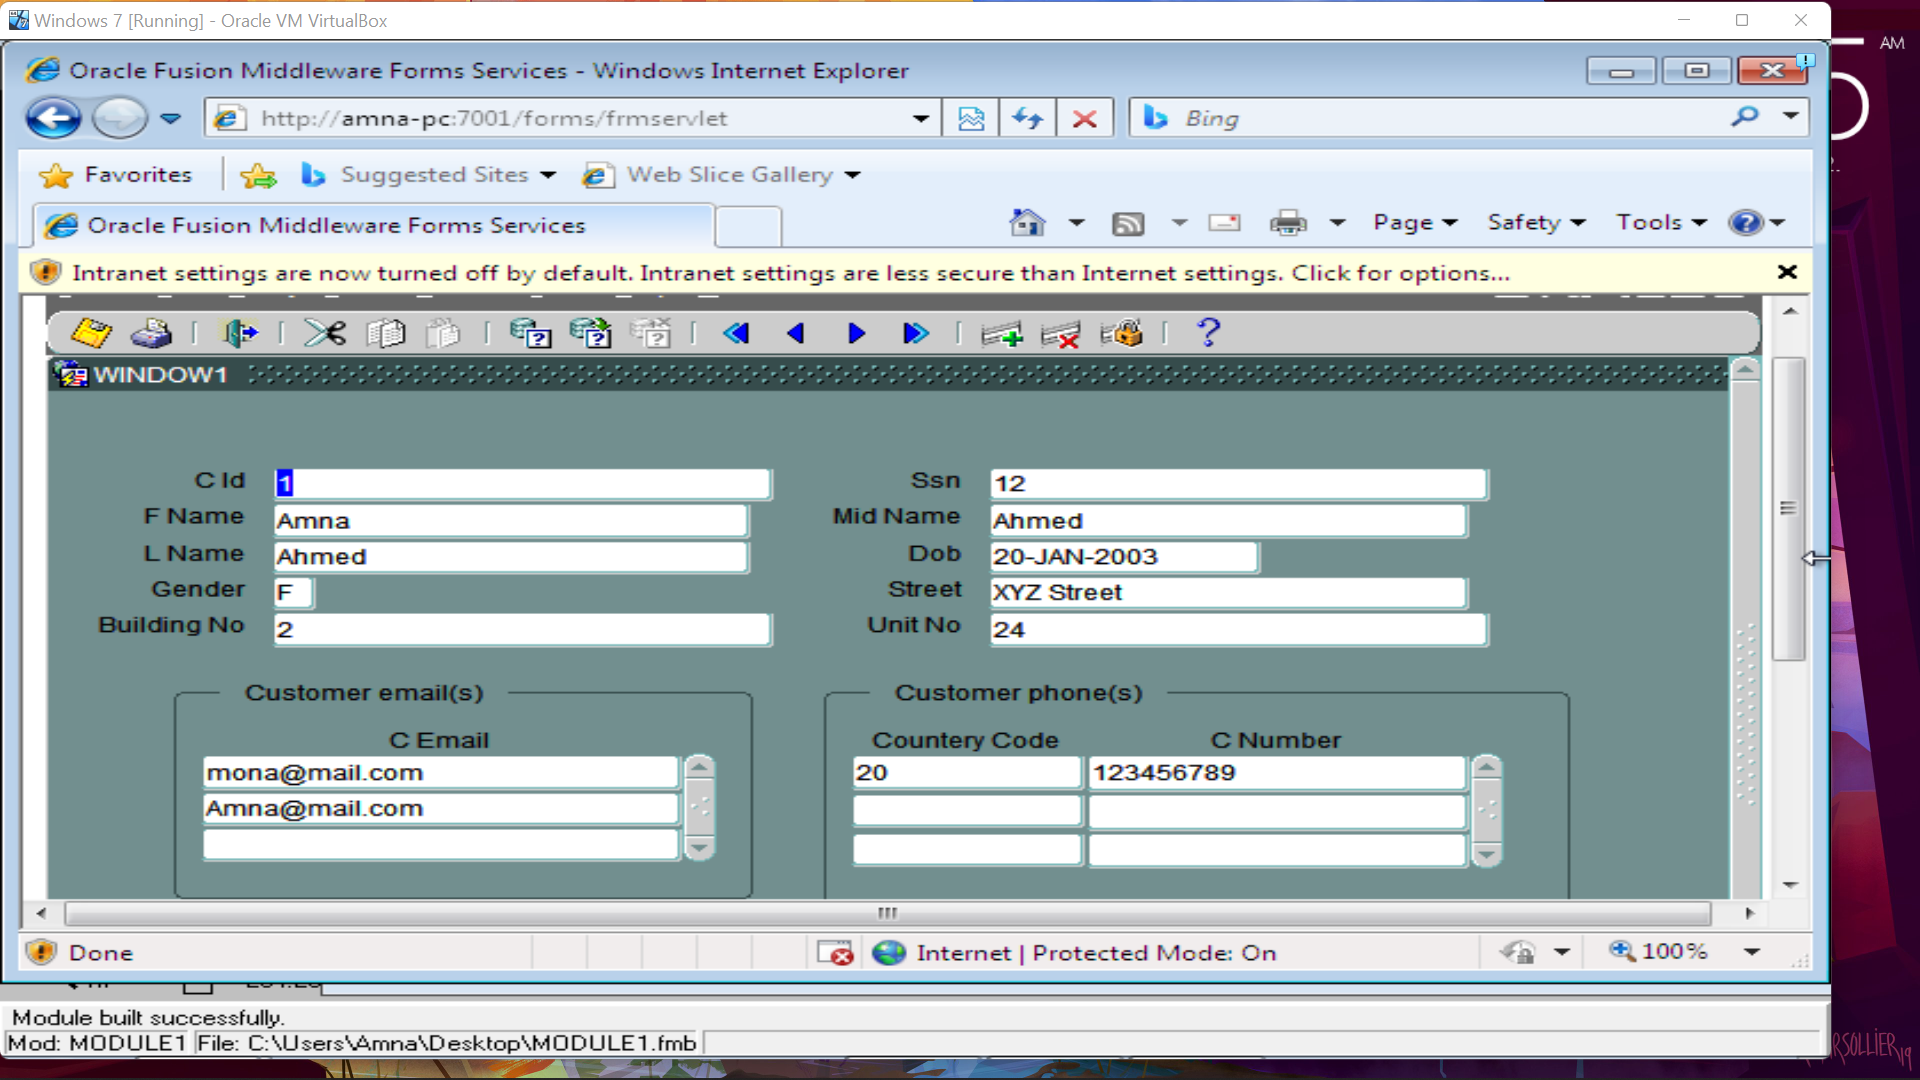 Windows 7 [Running] - Oracle VM VirtualBox
AM
Oracle Fusion Middleware Forms Services - Windows Internet Explorer
http://amna-pc:7001/forms/frmservlet
Bing
Favorites
Suggested Sites
Web Slice Gallery
Oracle Fusion Middleware Forms Services
Page
Safety
Tools
Intranet settings are now turned off by default. Intranet settings are less secure than Internet settings. Click for options...
WINDOW1
C Id 1 Ssn 12
F Name Amna Mid Name Ahmed
L Name Ahmed Dob 20-JAN-2003
Gender F Street XYZ Street
Building No 2 Unit No 24
Customer email(s) Customer phone(s)
C Email Countery Code C Number
mona@mail.com 20 123456789
Amna@mail.com
Done
Internet | Protected Mode: On
100%
Module built successfully.
Mod: MODULE1 File: C:\Users\Amna\Desktop\MODULE1.fmb